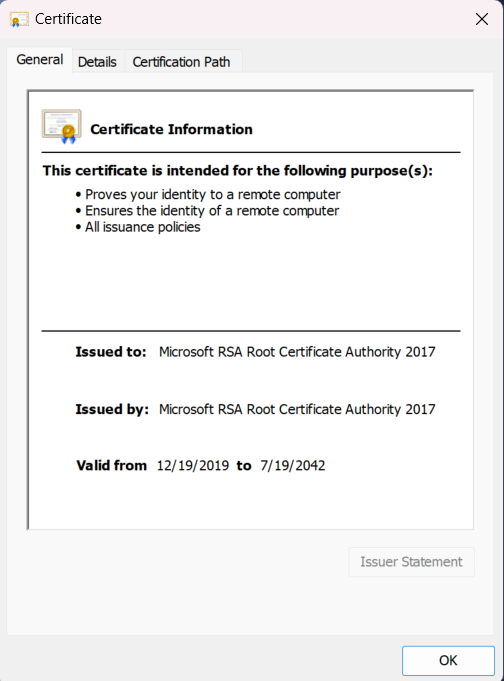 Certificate
General
Details
Certification Path
Certificate Information
This certificate is intended for the following purpose(s):
• Proves your identity to a remote computer
• Ensures the identity of a remote computer
• All issuance policies
Issued to: Microsoft RSA Root Certificate Authority 2017
Issued by: Microsoft RSA Root Certificate Authority 2017
Valid from 12/19/2019 to 7/19/2042
Issuer Statement
OK